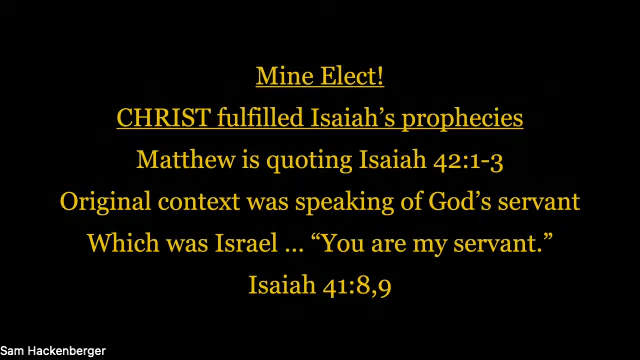 Mine Elect!
CHRIST fulfilled Isaiah’s prophecies
Matthew is quoting Isaiah 42:1-3
Original context was speaking of God’s servant
Which was Israel ... “You are my servant.”
Isaiah 41:8,9
Sam Hackenberger